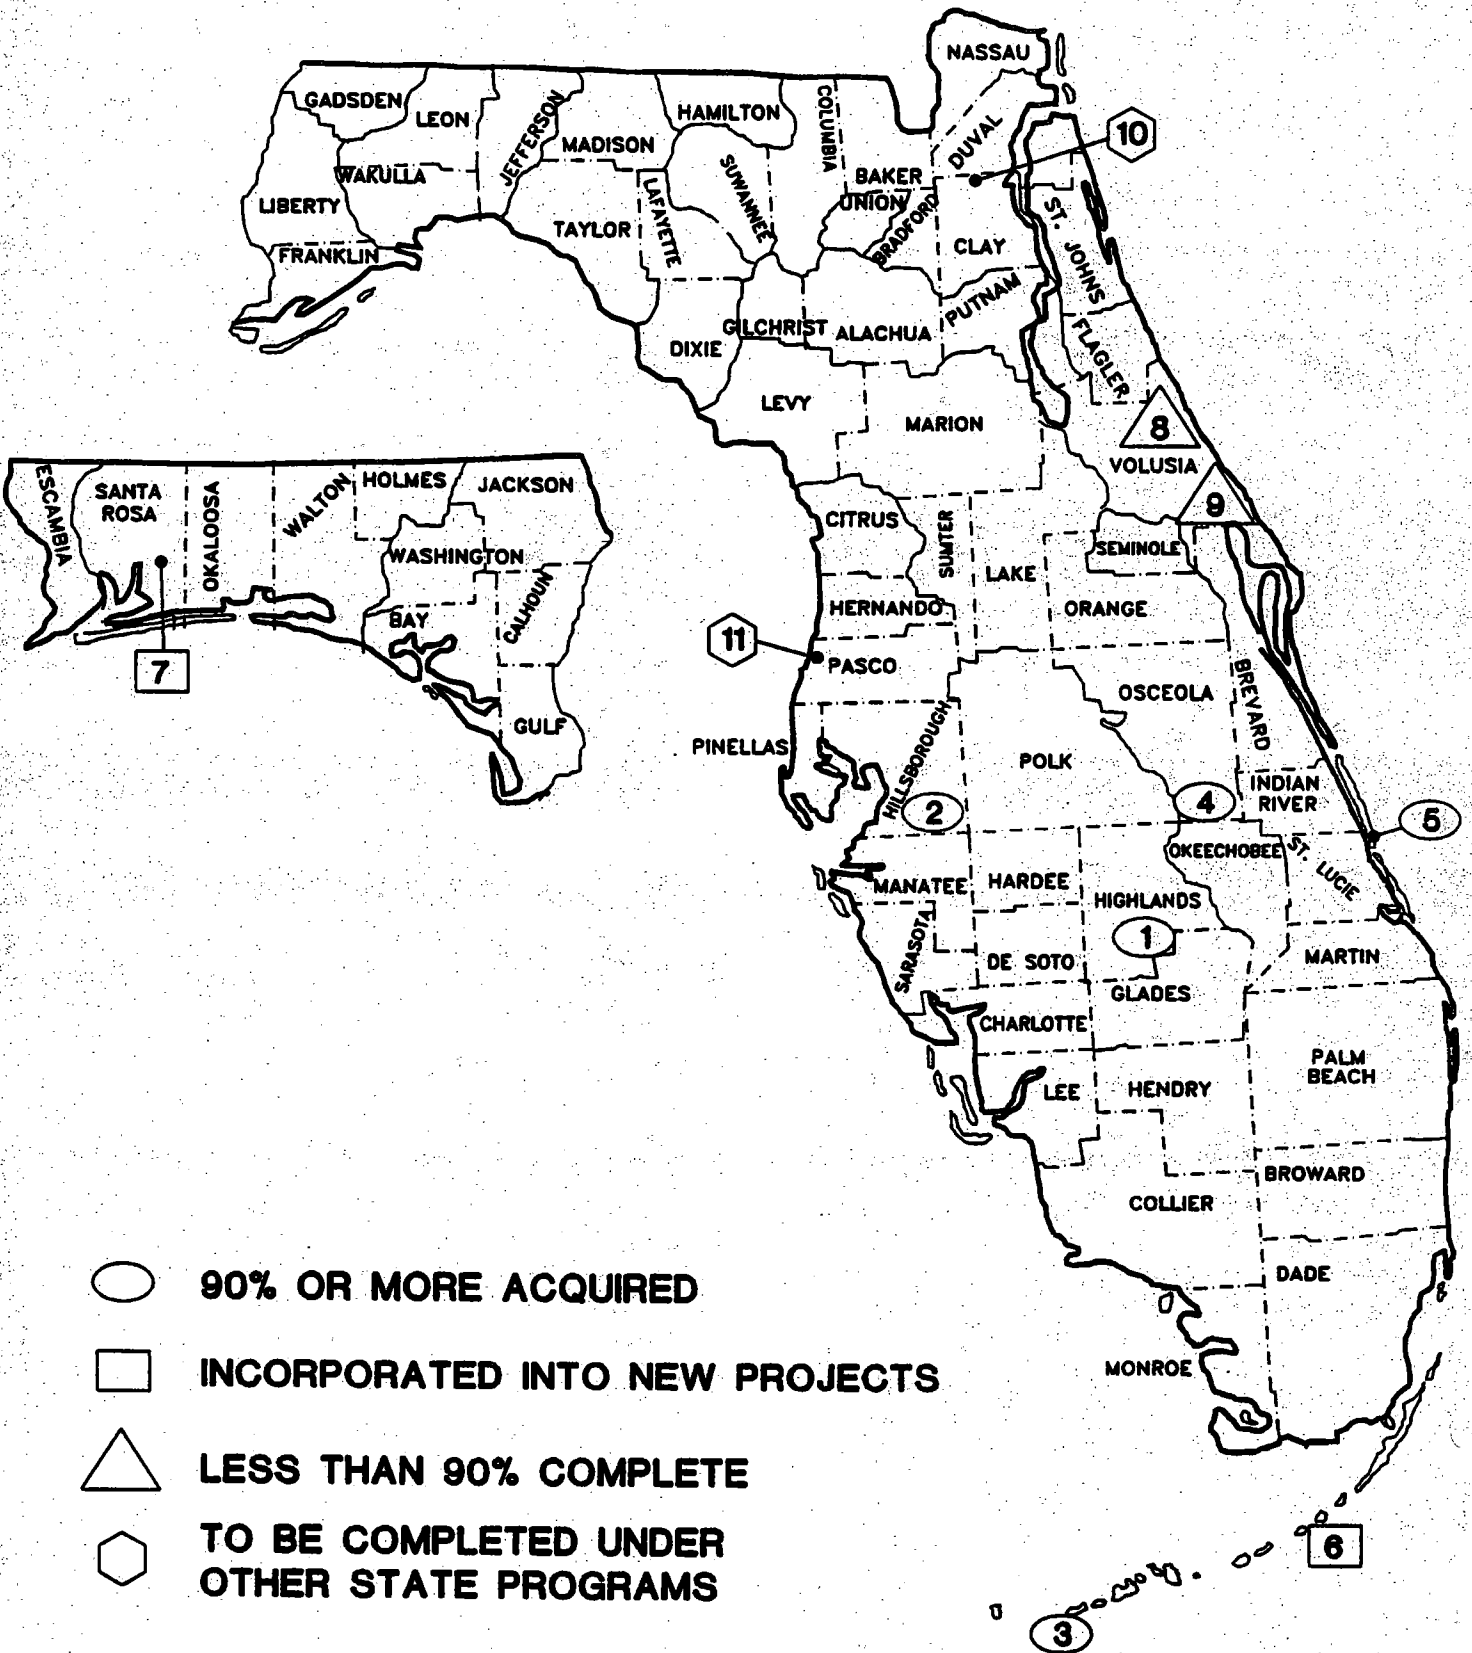 NASSAU
GADSDEN
LEON
JEFFERSON
MADISON
HAMILTON
COLUMBIA
DUVAL
10
WAKULLA
BAKER
LIBERTY
LAFAYETTE
SUWANNEE
UNION
BRADFORD
ST. JOHNS
TAYLOR
FRANKLIN
CLAY
PUTNAM
GILCHRIST
ALACHUA
DIXIE
FLAGLER
LEVY
MARION
8
VOLUSIA
ESCAMBIA
SANTA
ROSA
OKALOOSA
WALTON
HOLMES
JACKSON
9
CITRUS
SUMTER
WASHINGTON
SEMINOLE
LAKE
CALHOUN
HERNANDO
ORANGE
BAY
11
PASCO
7
OSCEOLA
BREVARD
GULF
PINELLAS
HILLSBOROUGH
POLK
INDIAN
RIVER
2
4
5
OKEECHOBEE
ST. LUCIE
MANATEE
HARDEE
HIGHLANDS
SARASOTA
1
DE SOTO
MARTIN
GLADES
CHARLOTTE
PALM
BEACH
LEE
HENDRY
BROWARD
COLLIER
DADE
MONROE
6
3
90% OR MORE ACQUIRED
INCORPORATED INTO NEW PROJECTS
LESS THAN 90% COMPLETE
TO BE COMPLETED UNDER
OTHER STATE PROGRAMS